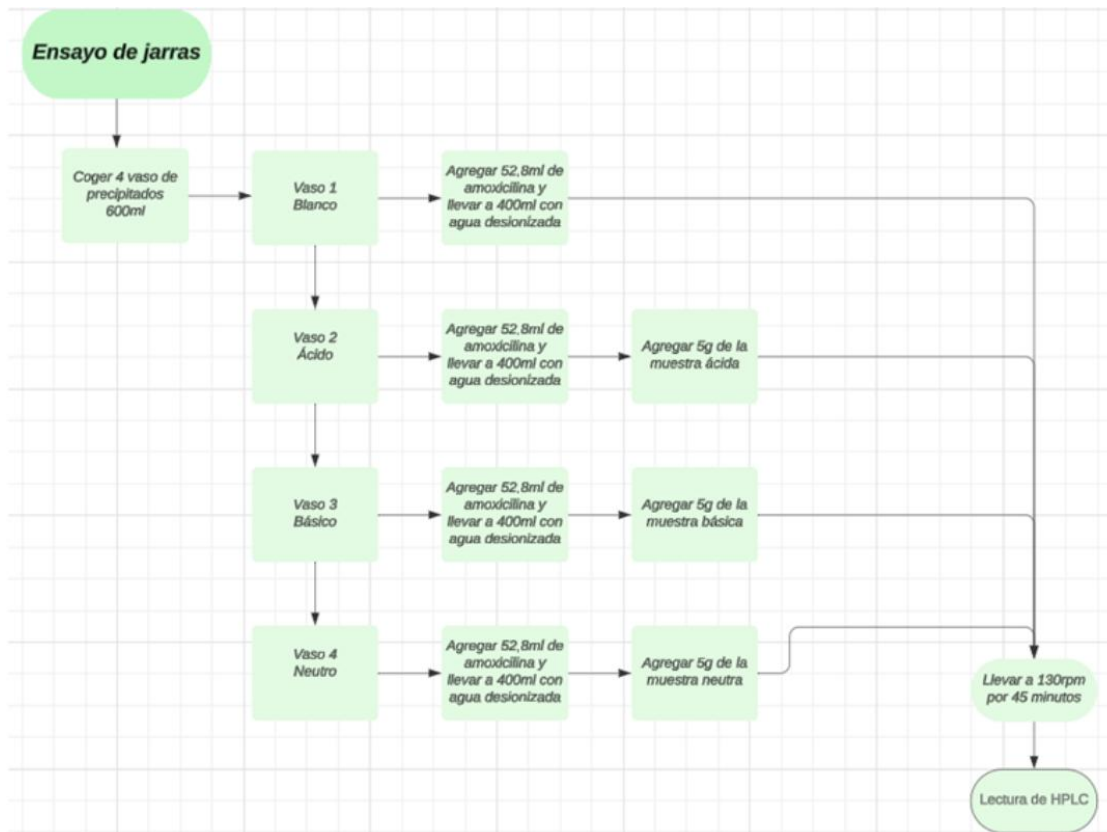 Ensayo de jarras
Coger 4 vaso de
precipitados
600ml
Vaso 1
Blanco
Agregar 52,8ml de
amoxicilina y
llevar a 400ml con
agua desionizada
Vaso 2
Ácido
Agregar 52,8ml de
amoxicilina y
llevar a 400ml con
agua desionizada
Agregar 5g de la
muestra ácida
Vaso 3
Básico
Agregar 52,8ml de
amoxicilina y
llevar a 400ml con
agua desionizada
Agregar 5g de la
muestra básica
Vaso 4
Neutro
Agregar 52,8ml de
amoxicilina y
llevar a 400ml con
agua desionizada
Agregar 5g de la
muestra neutra
Llevar a 130rpm
por 45 minutos
Lectura de HPLC